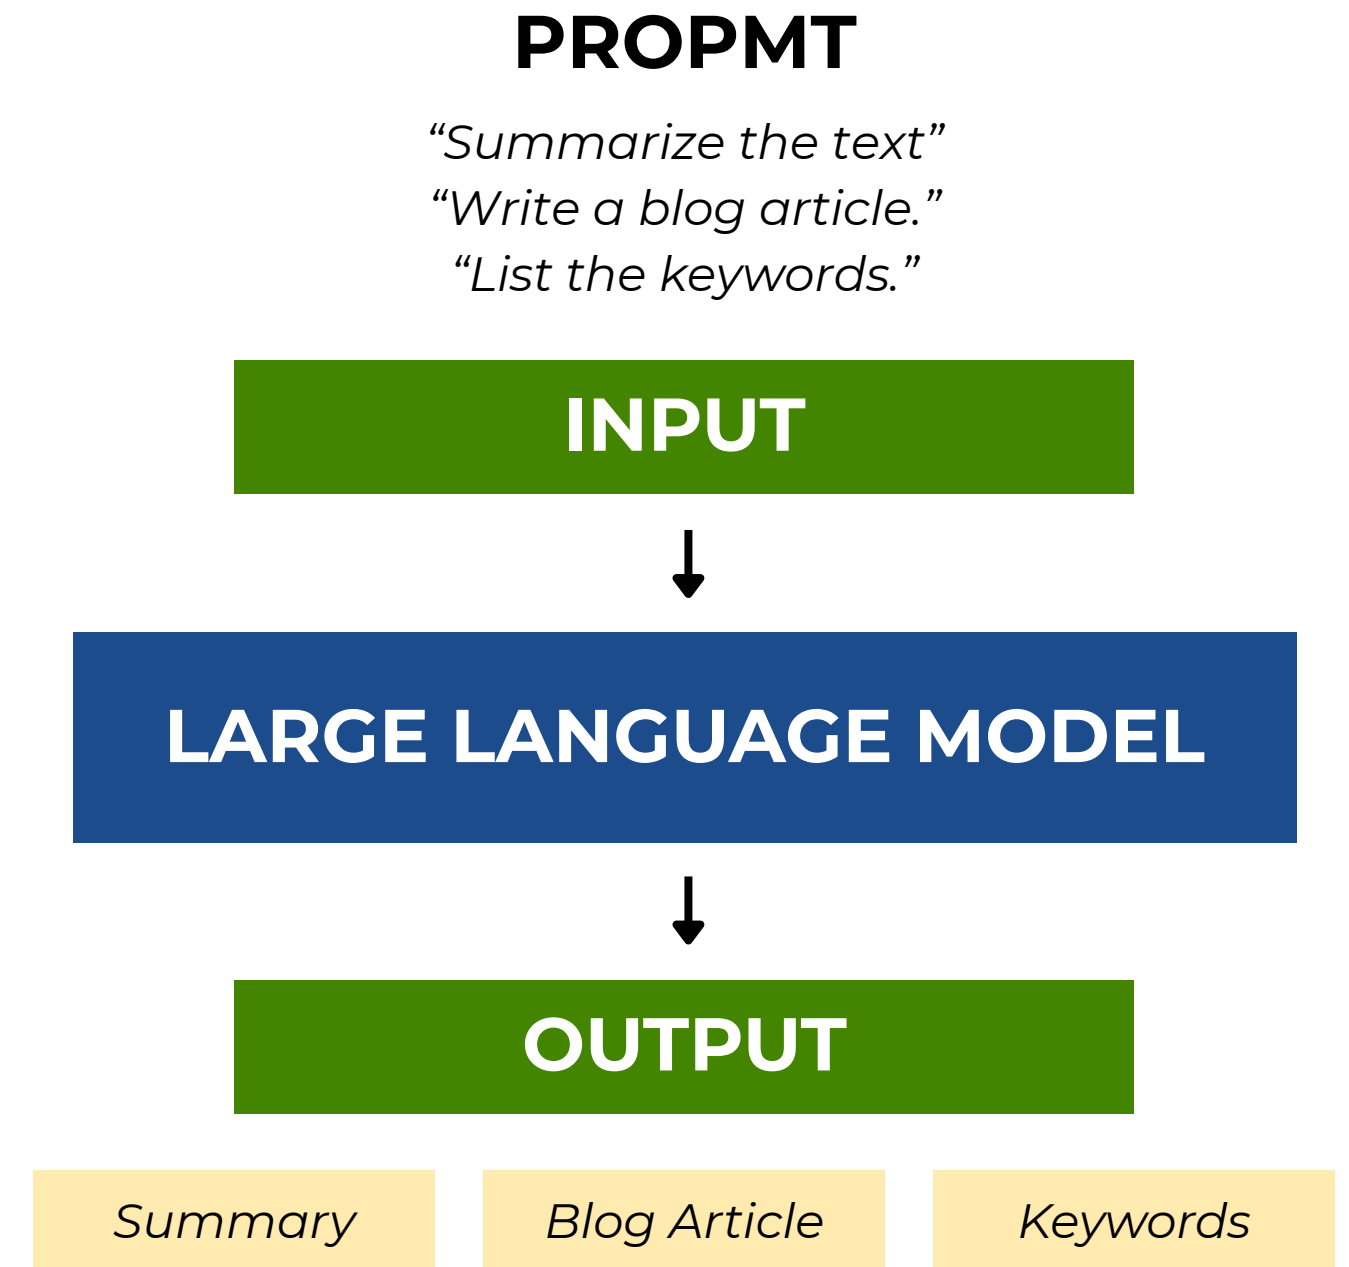 PROPMT
“Summarize the text”
“Write a blog article.”
“List the keywords.”
INPUT
LARGE LANGUAGE MODEL
OUTPUT
Summary
Blog Article
Keywords